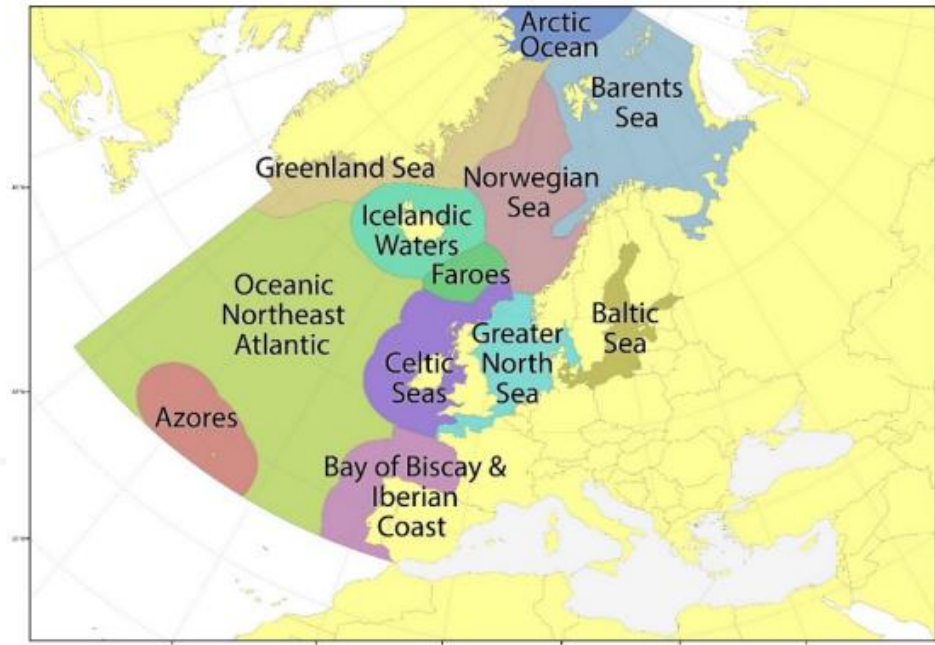 Arctic
Ocean
Barents
Sea
Greenland Sea
Norwegian
Sea
Icelandic
Waters
Faroes
Oceanic
Northeast
Atlantic
Celtic
Seas
Greater
North
Sea
Baltic
Sea
Azores
Bay of Biscay &
Iberian
Coast